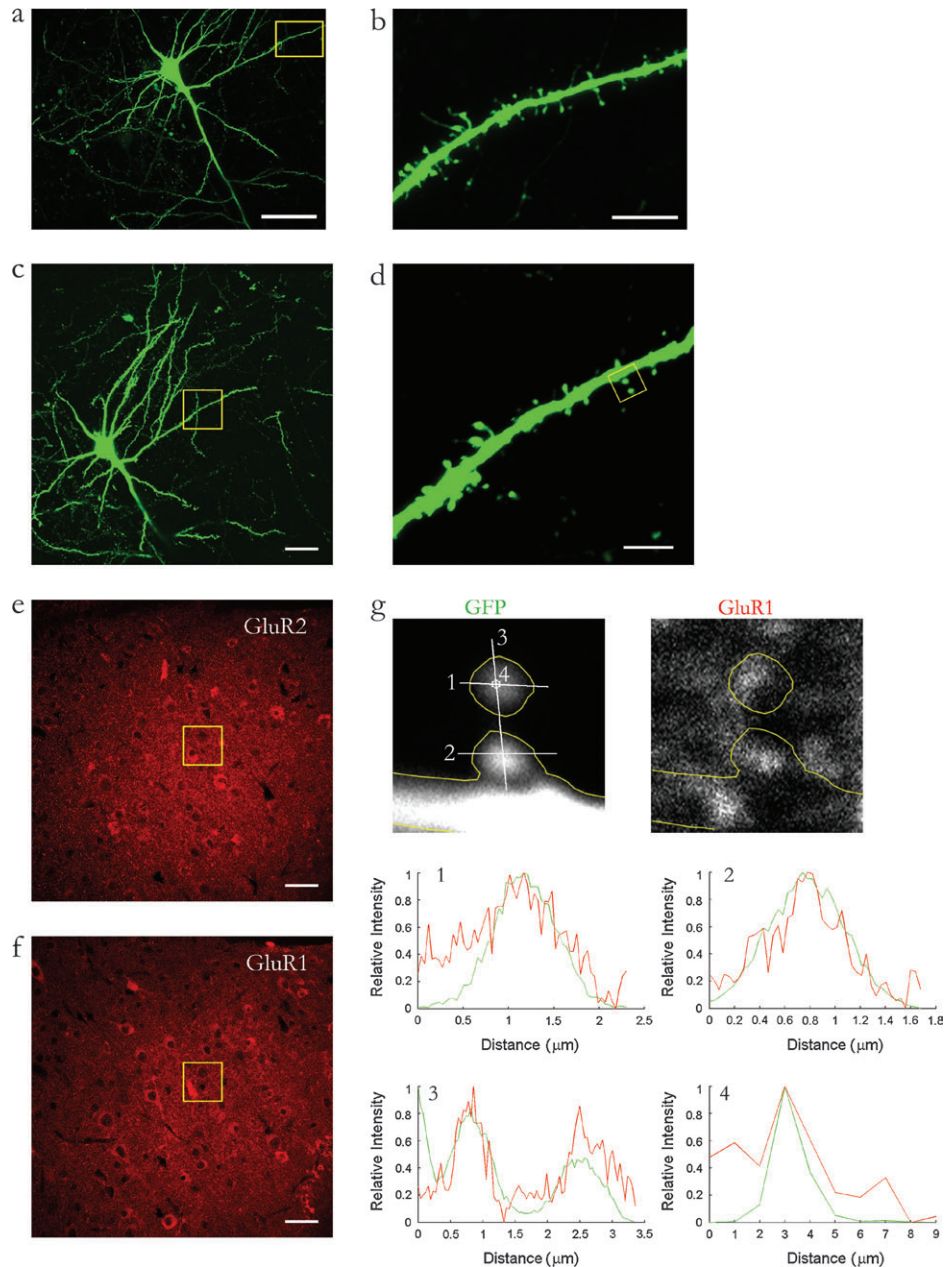 a
b
c
d
e
GluR2
f
GluR1
g
GFP
GluR1
3
1
4
2
1
Relative Intensity
1
0.8
0.6
0.4
0.2
0
0 0.5 1 1.5 2 2.5
Distance (μm)
2
Relative Intensity
1
0.8
0.6
0.4
0.2
0
0 0.2 0.4 0.6 0.8 1 1.2 1.4 1.6 1.8
Distance (μm)
3
Relative Intensity
1
0.8
0.6
0.4
0.2
0
0 0.5 1 1.5 2 2.5 3 3.5
Distance (μm)
4
Relative Intensity
1
0.8
0.6
0.4
0.2
0
0 1 2 3 4 5 6 7 8 9
Distance (μm)